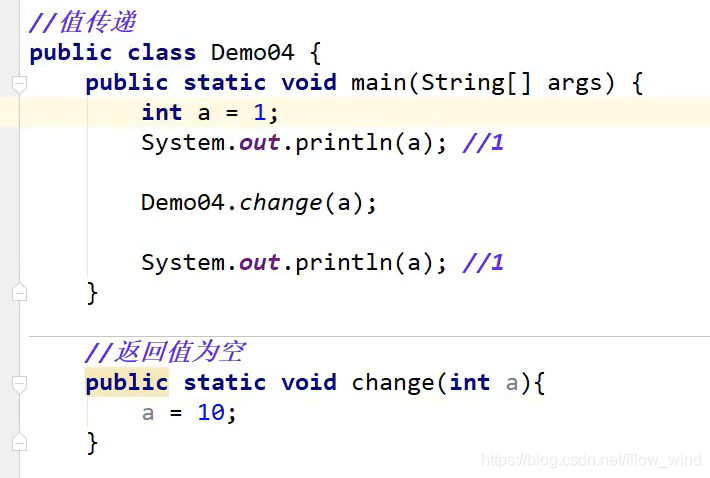 //值传递
public class Demo04 {
    public static void main(String[] args) {
        int a = 1;
        System.out.println(a); //1
        Demo04.change(a);
        System.out.println(a); //1
    }
    //返回值为空
    public static void change(int a){
        a = 10;
    }
https://blog.csdn.net/fllow_wind